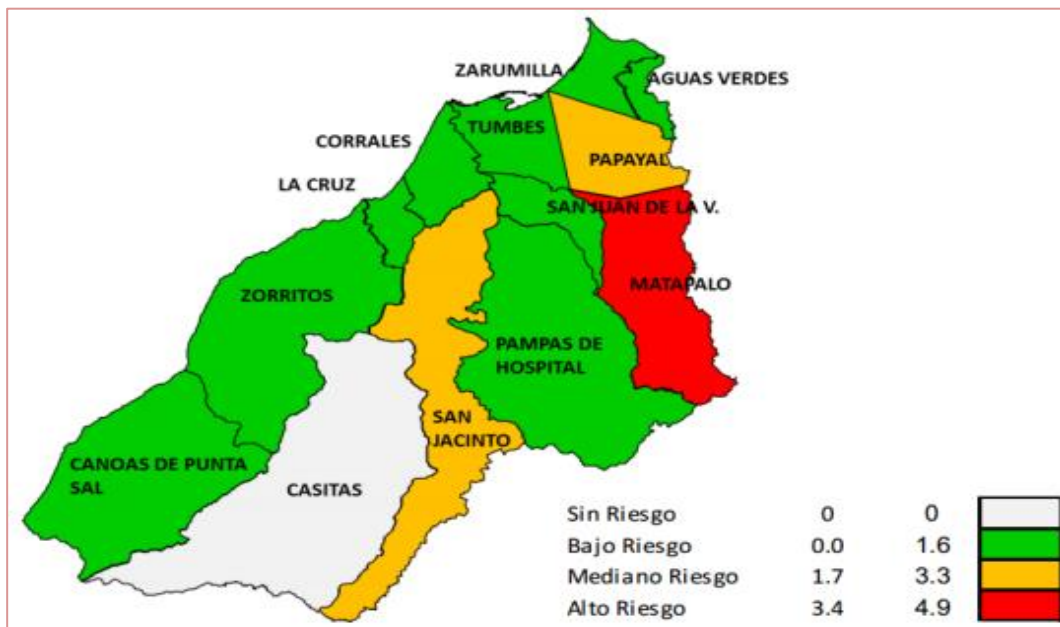 ZARUMILLA
AGUAS VERDES
TUMBES
CORRALES
PAPAYAL
LA CRUZ
SAN JUAN DE LA V.
MATAPALO
ZORRITOS
PAMPAS DE
HOSPITAL
SAN
JACINTO
CANOAS DE PUNTA
SAL
CASITAS
Sin Riesgo 0 0
Bajo Riesgo 0.0 1.6
Mediano Riesgo 1.7 3.3
Alto Riesgo 3.4 4.9